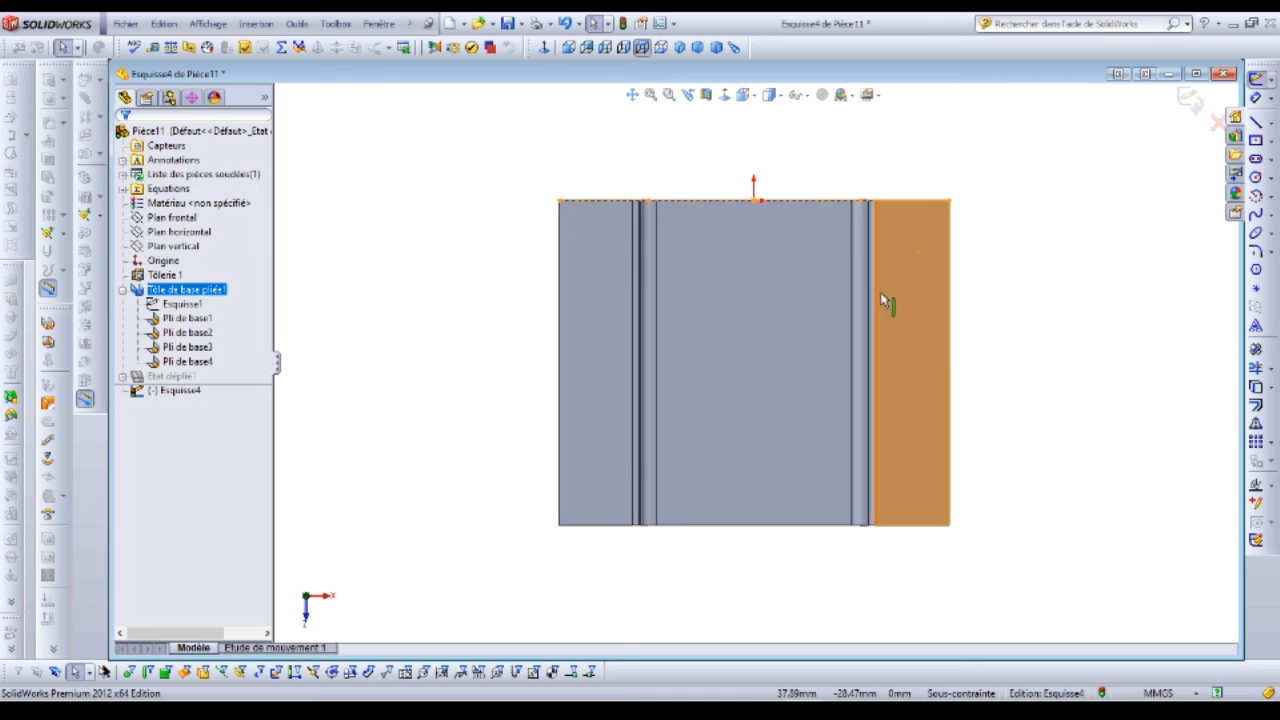 SOLIDWORKS Fichier Edition Affichage Insertion Outils Toolbox Fenêtre ? Esquisse4 de Pièce11 * Rechercher dans l'aide de SolidWorks
Esquisse4 de Pièce11 *
Pièce11 (Défaut<<Défaut>_Etat
Capteurs
Annotations
Liste des pièces soudées(1)
Equations
Matériau <non spécifié>
Plan frontal
Plan horizontal
Plan vertical
Origine
Tôlerie 1
Tôle de base pliée1
Esquisse1
Pli de base1
Pli de base2
Pli de base3
Pli de base4
Etat déplié1
(-) Esquisse4
Modèle Etude de mouvement 1
SolidWorks Premium 2012 x64 Edition 37.89mm -28.47mm 0mm Sous-contrainte Edition: Esquisse4 MMGS